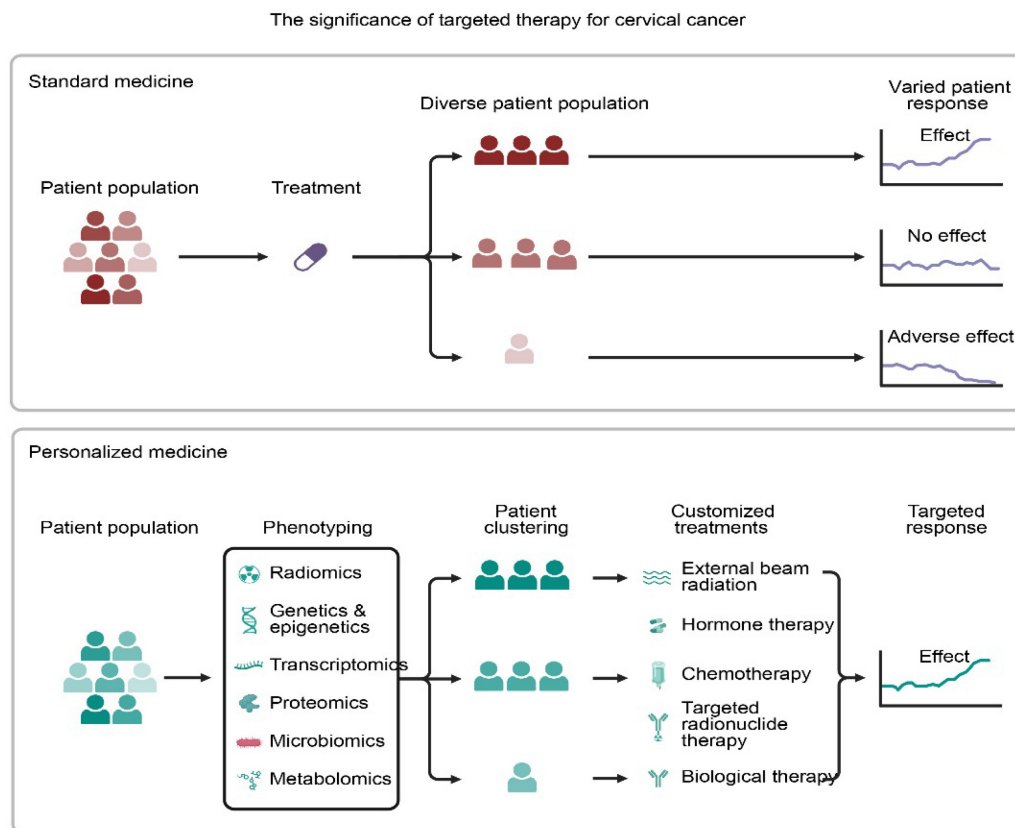 The significance of targeted therapy for cervical cancer
Standard medicine
Patient population
Treatment
Diverse patient population
Varied patient
response
Effect
No effect
Adverse effect
Personalized medicine
Patient population
Phenotyping
Radiomics
Genetics &
epigenetics
Transcriptomics
Proteomics
Microbiomics
Metabolomics
Patient
clustering
Customized
treatments
External beam
radiation
Hormone therapy
Chemotherapy
Targeted
radionuclide
therapy
Biological therapy
Targeted
response
Effect